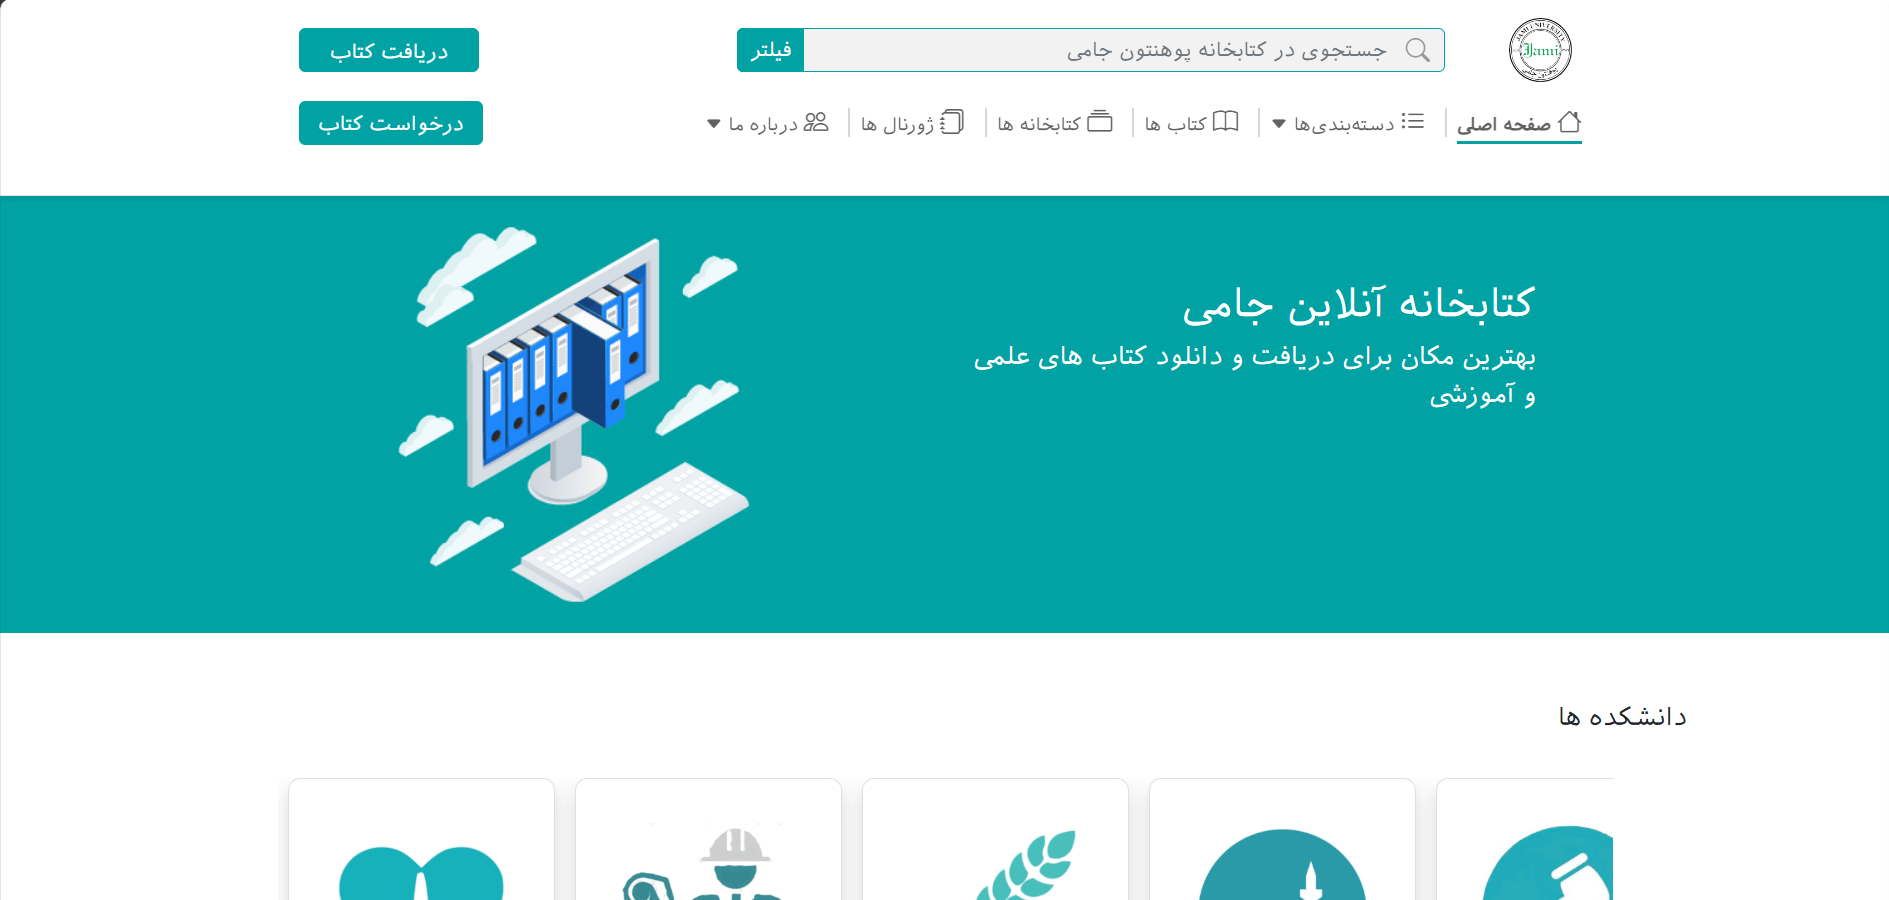 JAMI UNIVERSITY
Jami
جستجوی در کتابخانه پوهنتون جامی
فیلتر
دریافت کتاب
صفحه اصلی
دسته‌بندی‌ها
کتاب ها
کتابخانه ها
ژورنال ها
درباره ما
درخواست کتاب
کتابخانه آنلاین جامی
بهترین مکان برای دریافت و دانلود کتاب های علمی
و آموزشی
دانشکده ها